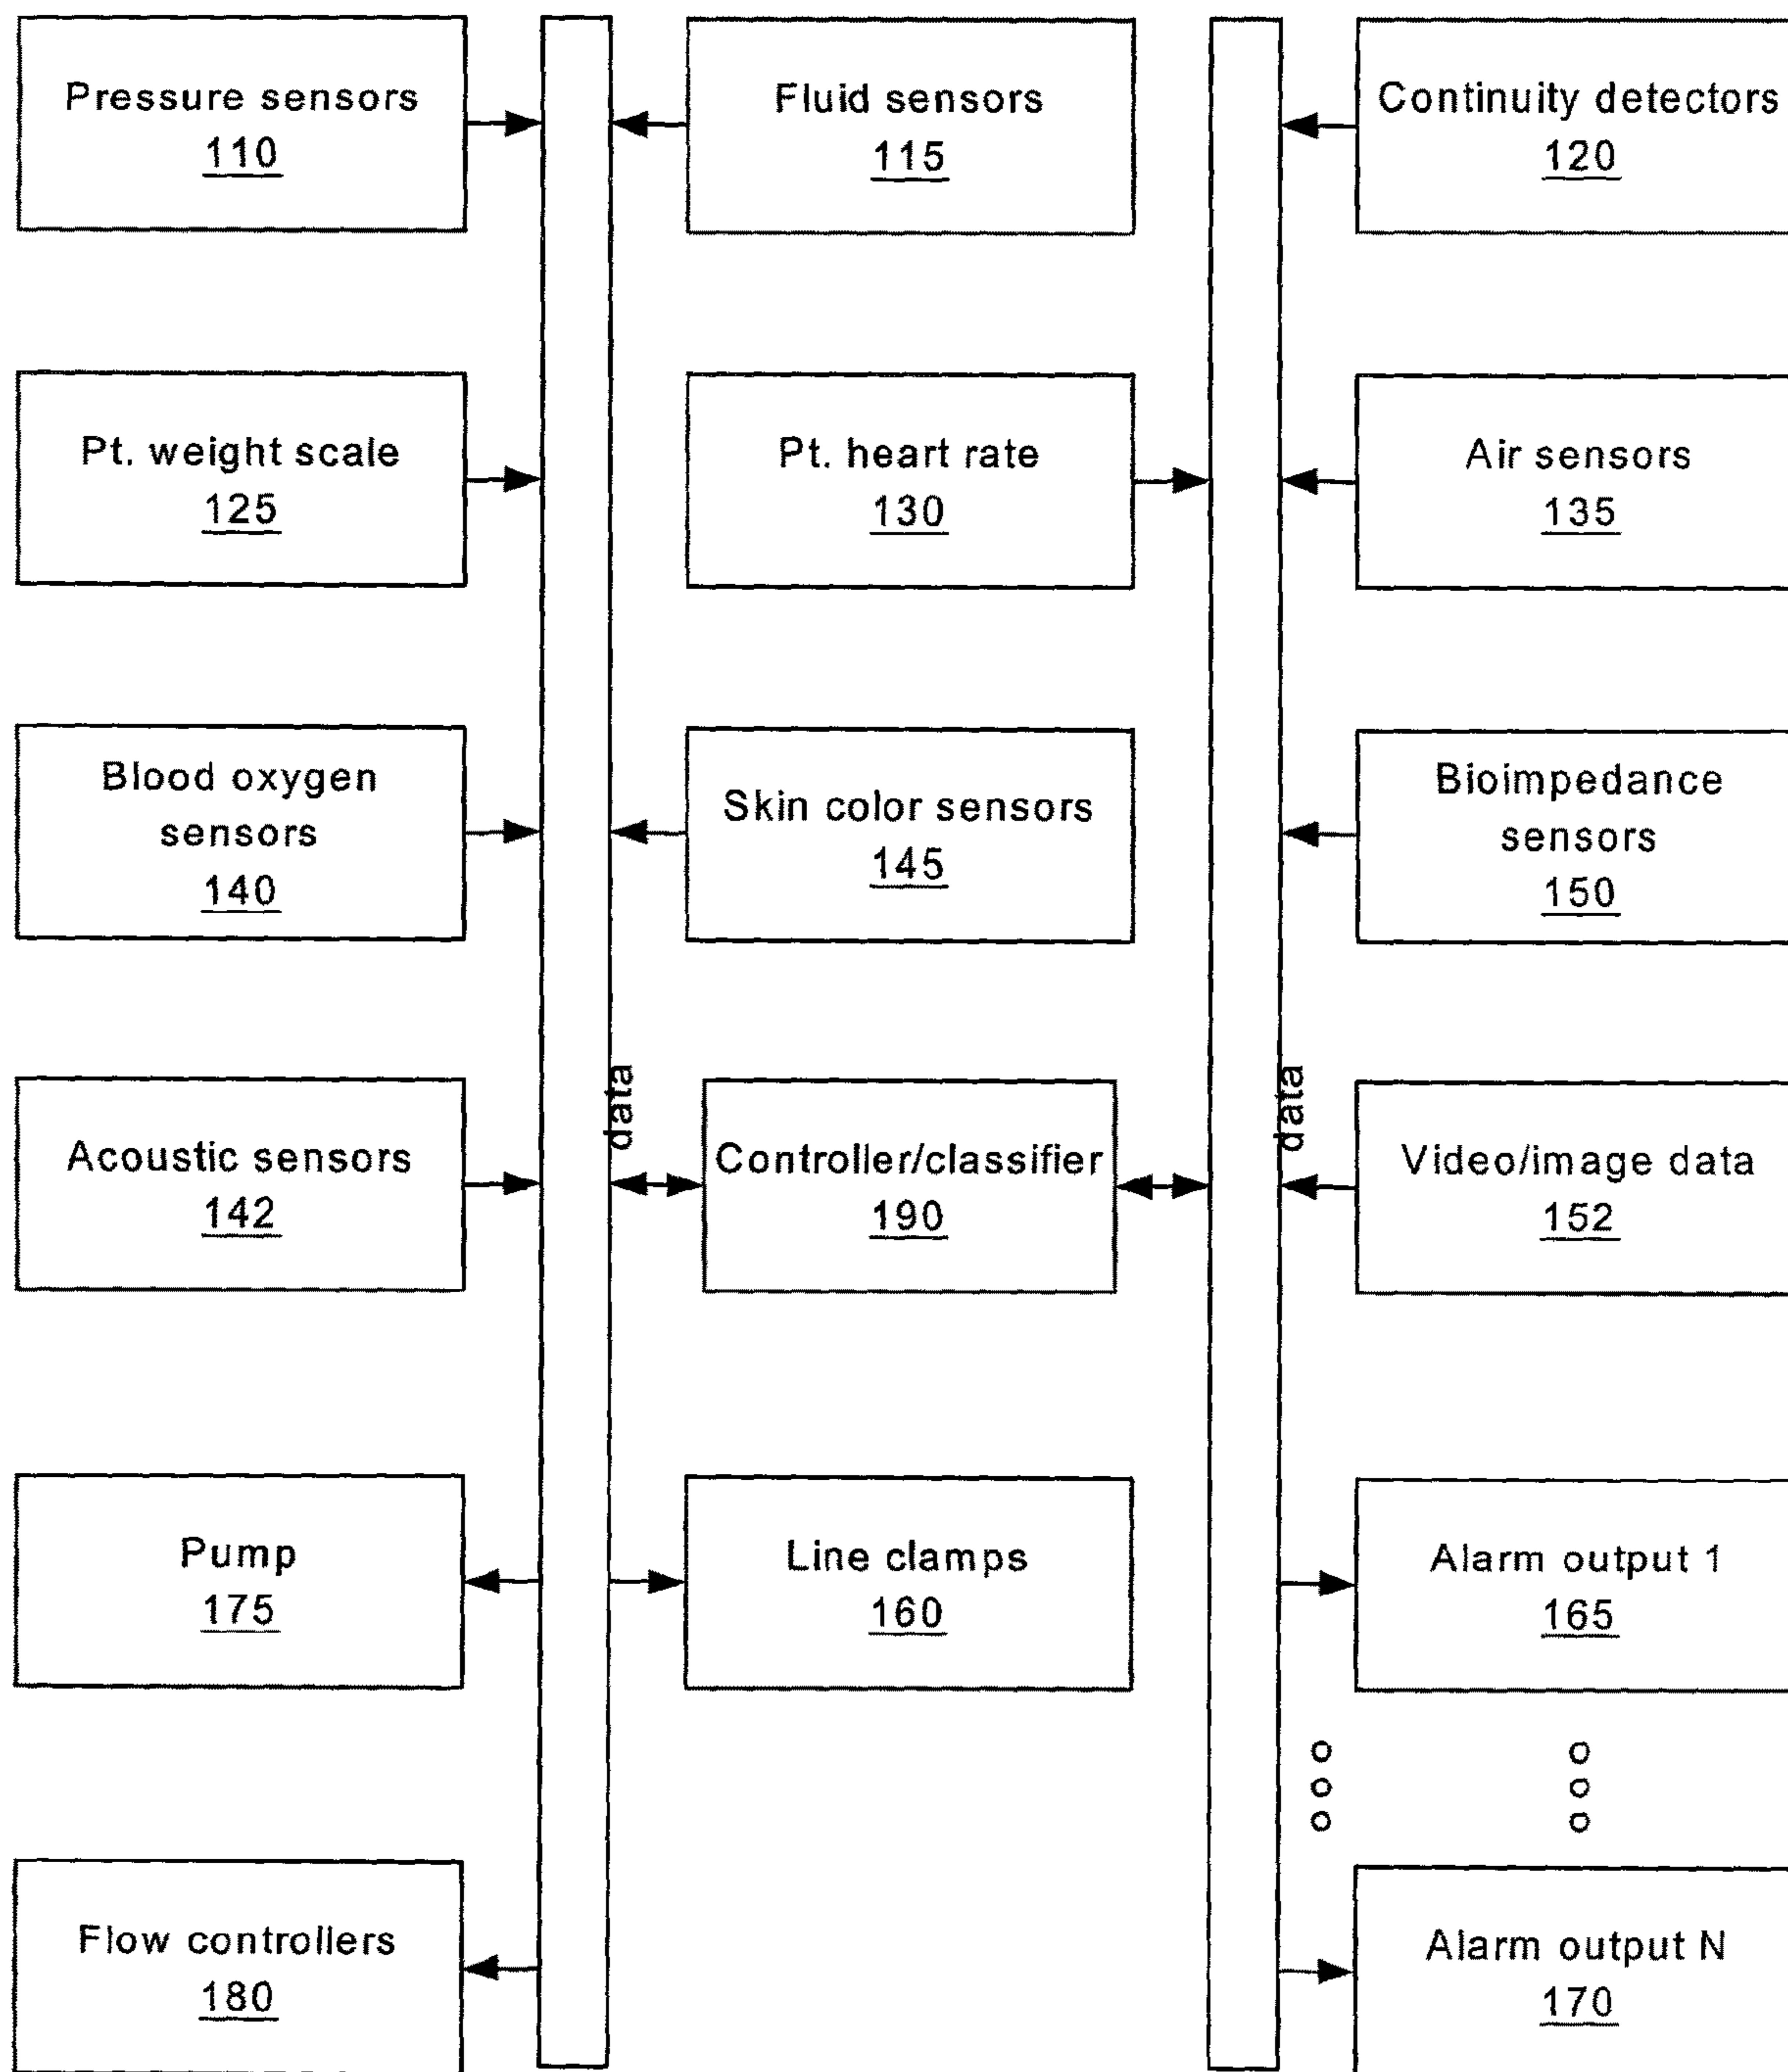 Pressure sensors
110
Fluid sensors
115
Continuity detectors
120
Pt. weight scale
125
Pt. heart rate
130
Air sensors
135
Blood oxygen
sensors
140
Skin color sensors
145
Bioimpedance
sensors
150
Acoustic sensors
142
data
Controller/classifier
190
data
Video/image data
152
Pump
175
Line clamps
160
Alarm output 1
165
Flow controllers
180
Alarm output N
170